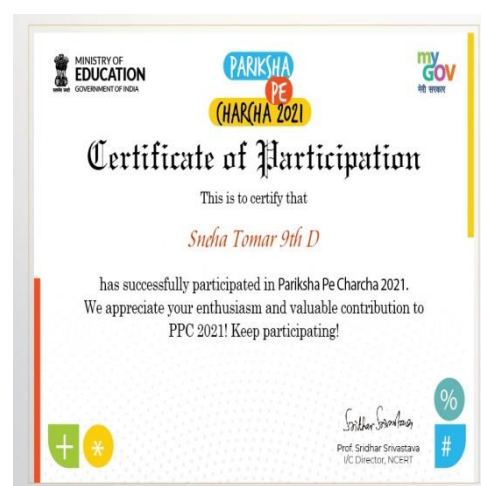 MINISTRY OF
EDUCATION
GOVERNMENT OF INDIA
PARIKSHA
PE
CHARCHA 2021
my
GOV
मेरी सरकार
Certificate of Participation
This is to certify that
Sneha Tomar 9th D
has successfully participated in Pariksha Pe Charcha 2021.
We appreciate your enthusiasm and valuable contribution to
PPC 2021! Keep participating!
Sridhar Srivastava
Prof. Sridhar Srivastava
I/C Director, NCERT
+
*
%
#